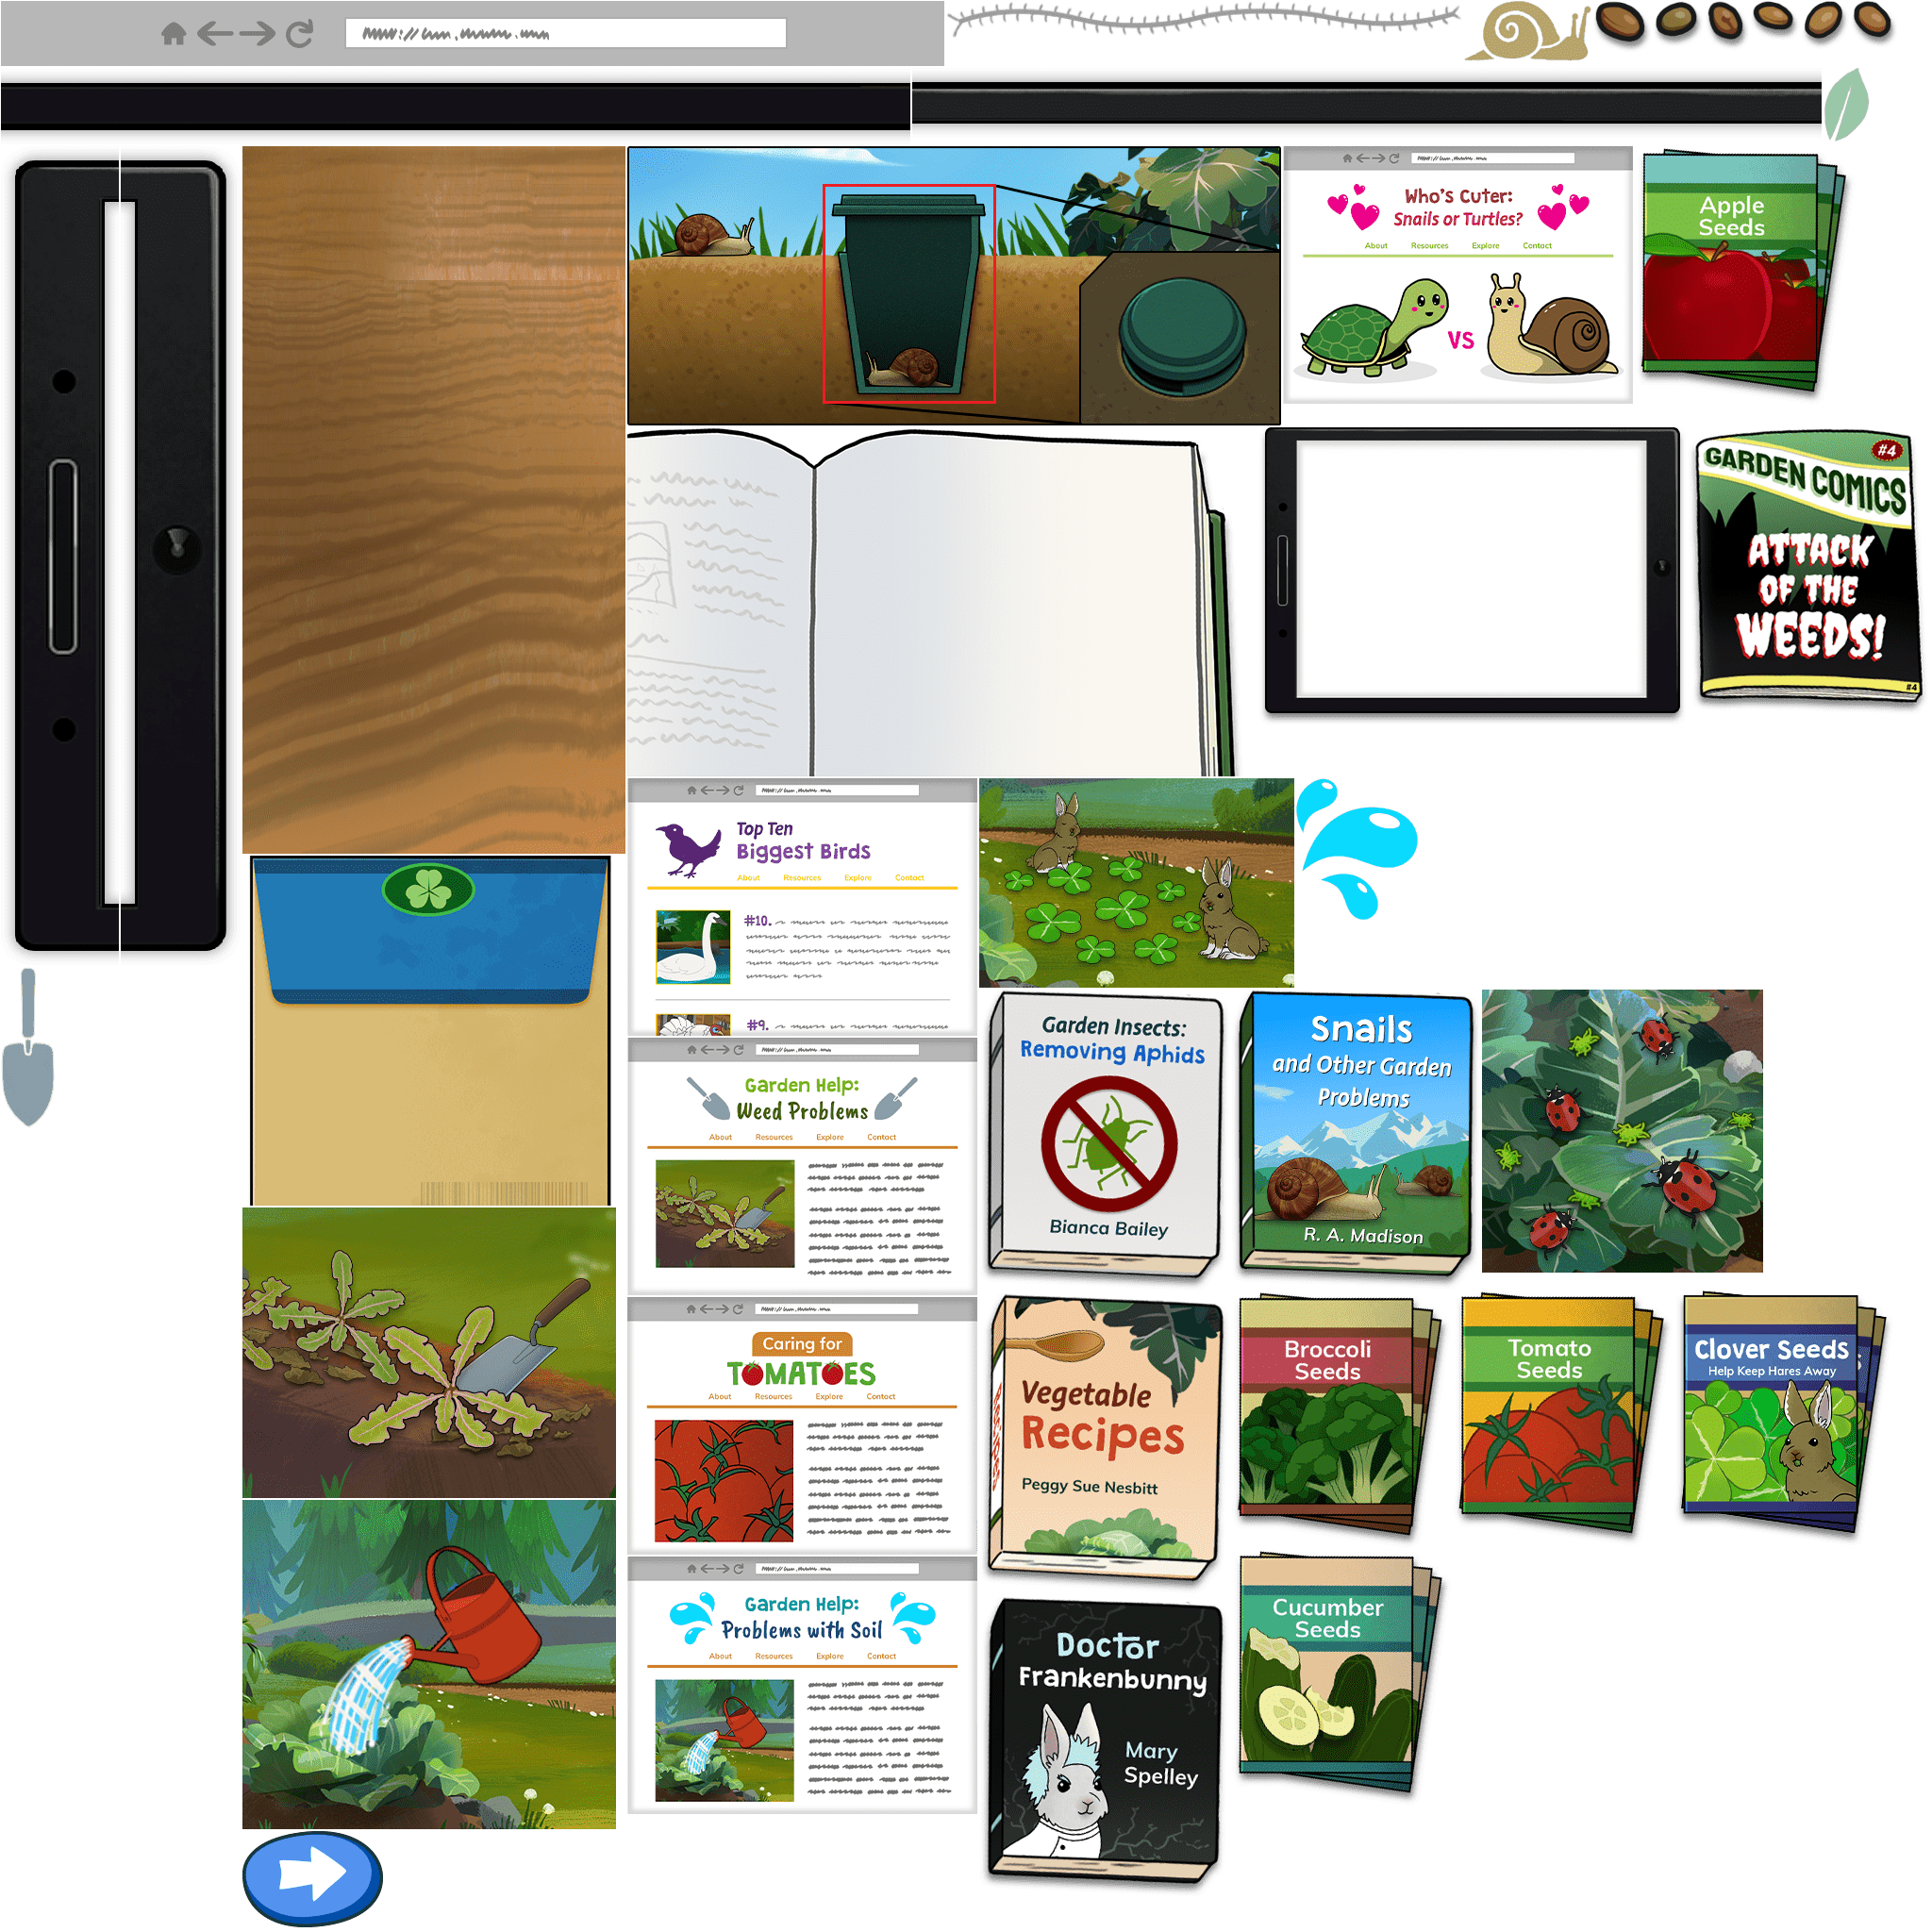 Who's Cuter:
Snails or Turtles?
About Resources Explore Contact
VS
Apple
Seeds
#4
GARDEN COMICS
ATTACK
OF THE
WEEDS!
#4
Top Ten
Biggest Birds
About Resources Explore Contact
#10.
#9.
Garden Help:
Weed Problems
About Resources Explore Contact
Garden Insects:
Removing Aphids
Bianca Bailey
Snails
and Other Garden
Problems
R. A. Madison
Caring for
TOMATOES
About Resources Explore Contact
Vegetable
Recipes
Peggy Sue Nesbitt
Broccoli
Seeds
Tomato
Seeds
Clover Seeds
Help Keep Hares Away
Garden Help:
Problems with Soil
About Resources Explore Contact
Doctor
Frankenbunny
Mary
Spelley
Cucumber
Seeds